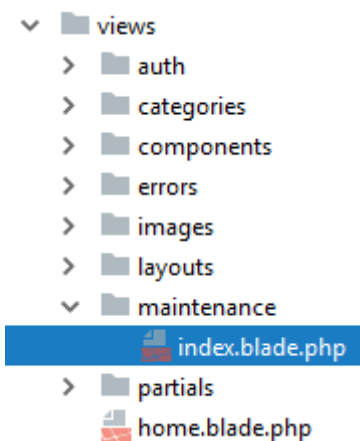 views
auth
categories
components
errors
images
layouts
maintenance
index.blade.php
partials
home.blade.php